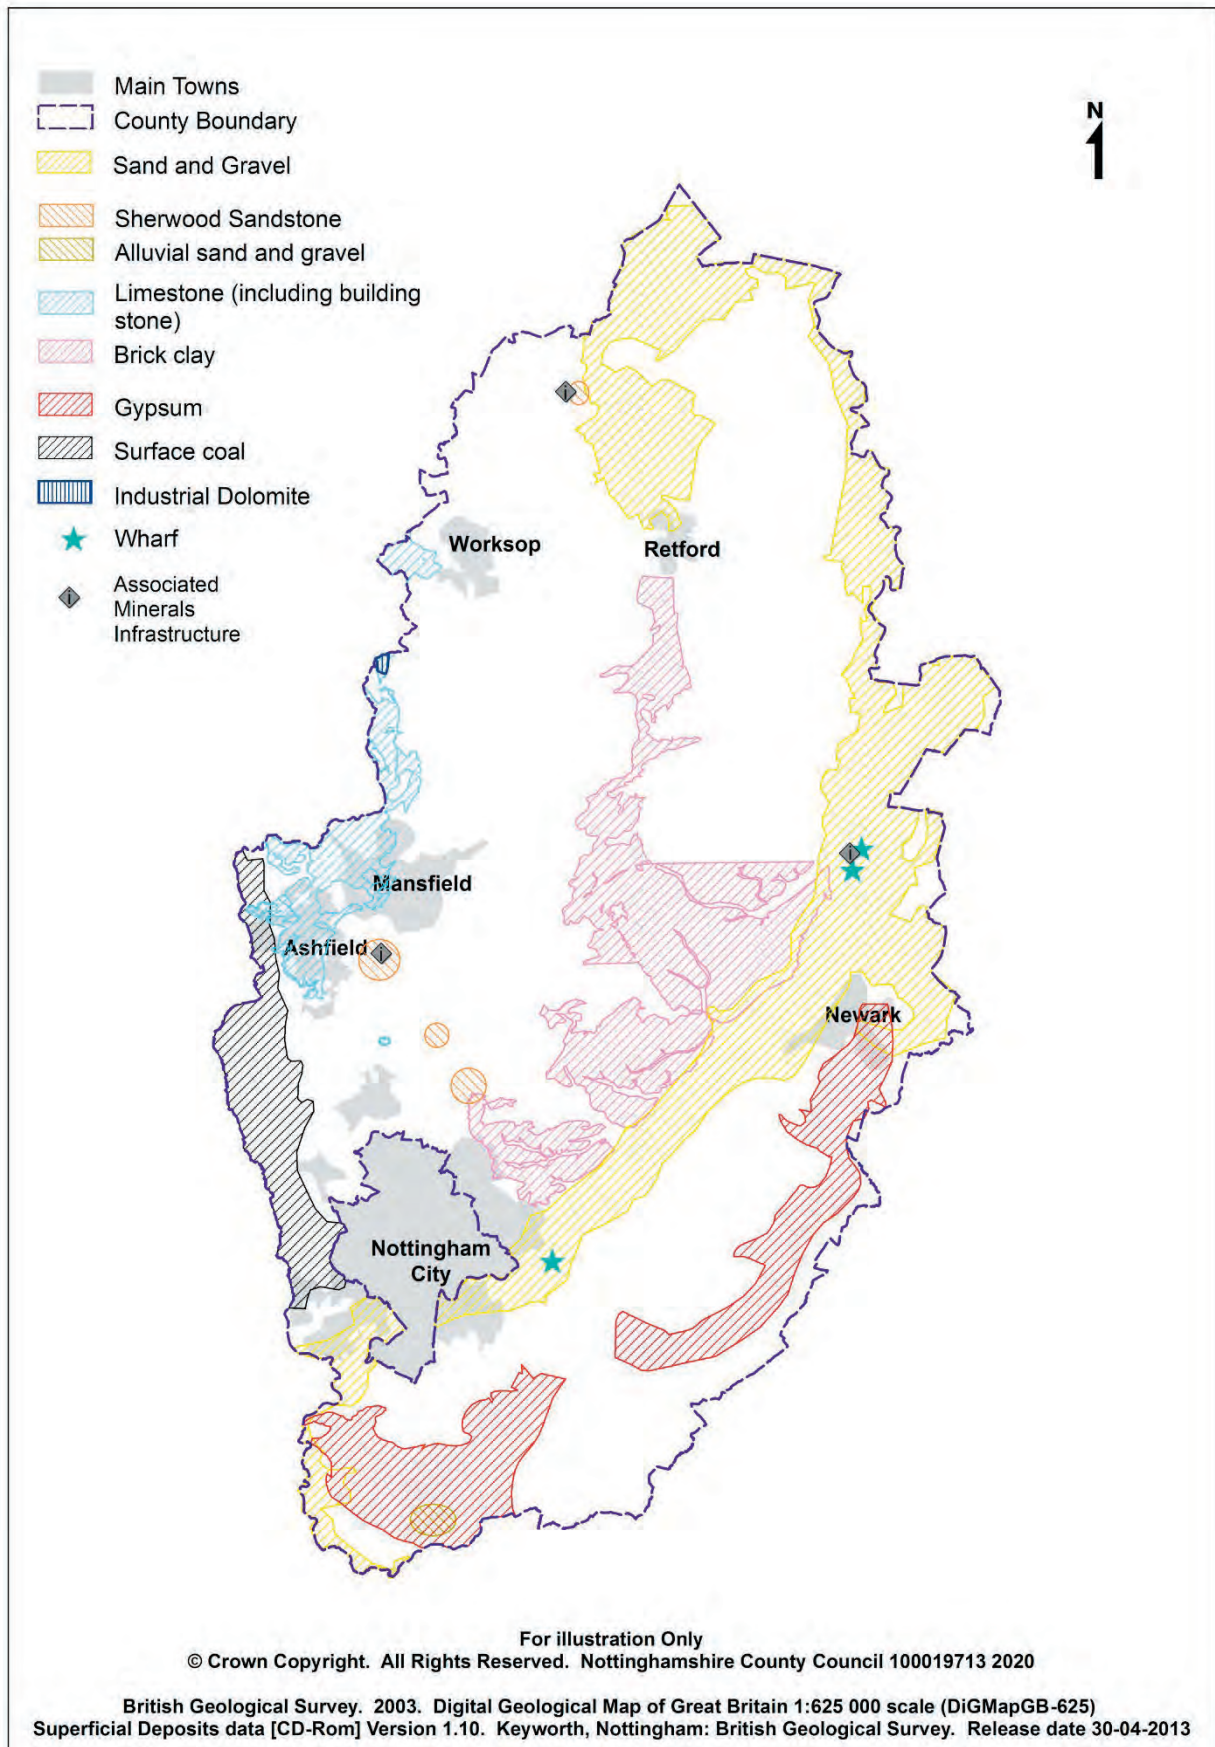 Main Towns
County Boundary
Sand and Gravel
Sherwood Sandstone
Alluvial sand and gravel
Limestone (including building
stone)
Brick clay
Gypsum
Surface coal
Industrial Dolomite
Wharf
i
Associated
Minerals
Infrastructure
N
i
Worksop
Retford
i
Mansfield
Ashfield
i
Newark
Nottingham
City
For illustration Only
© Crown Copyright. All Rights Reserved. Nottinghamshire County Council 100019713 2020
British Geological Survey. 2003. Digital Geological Map of Great Britain 1:625 000 scale (DiGMapGB-625)
Superficial Deposits data [CD-Rom] Version 1.10. Keyworth, Nottingham: British Geological Survey. Release date 30-04-2013